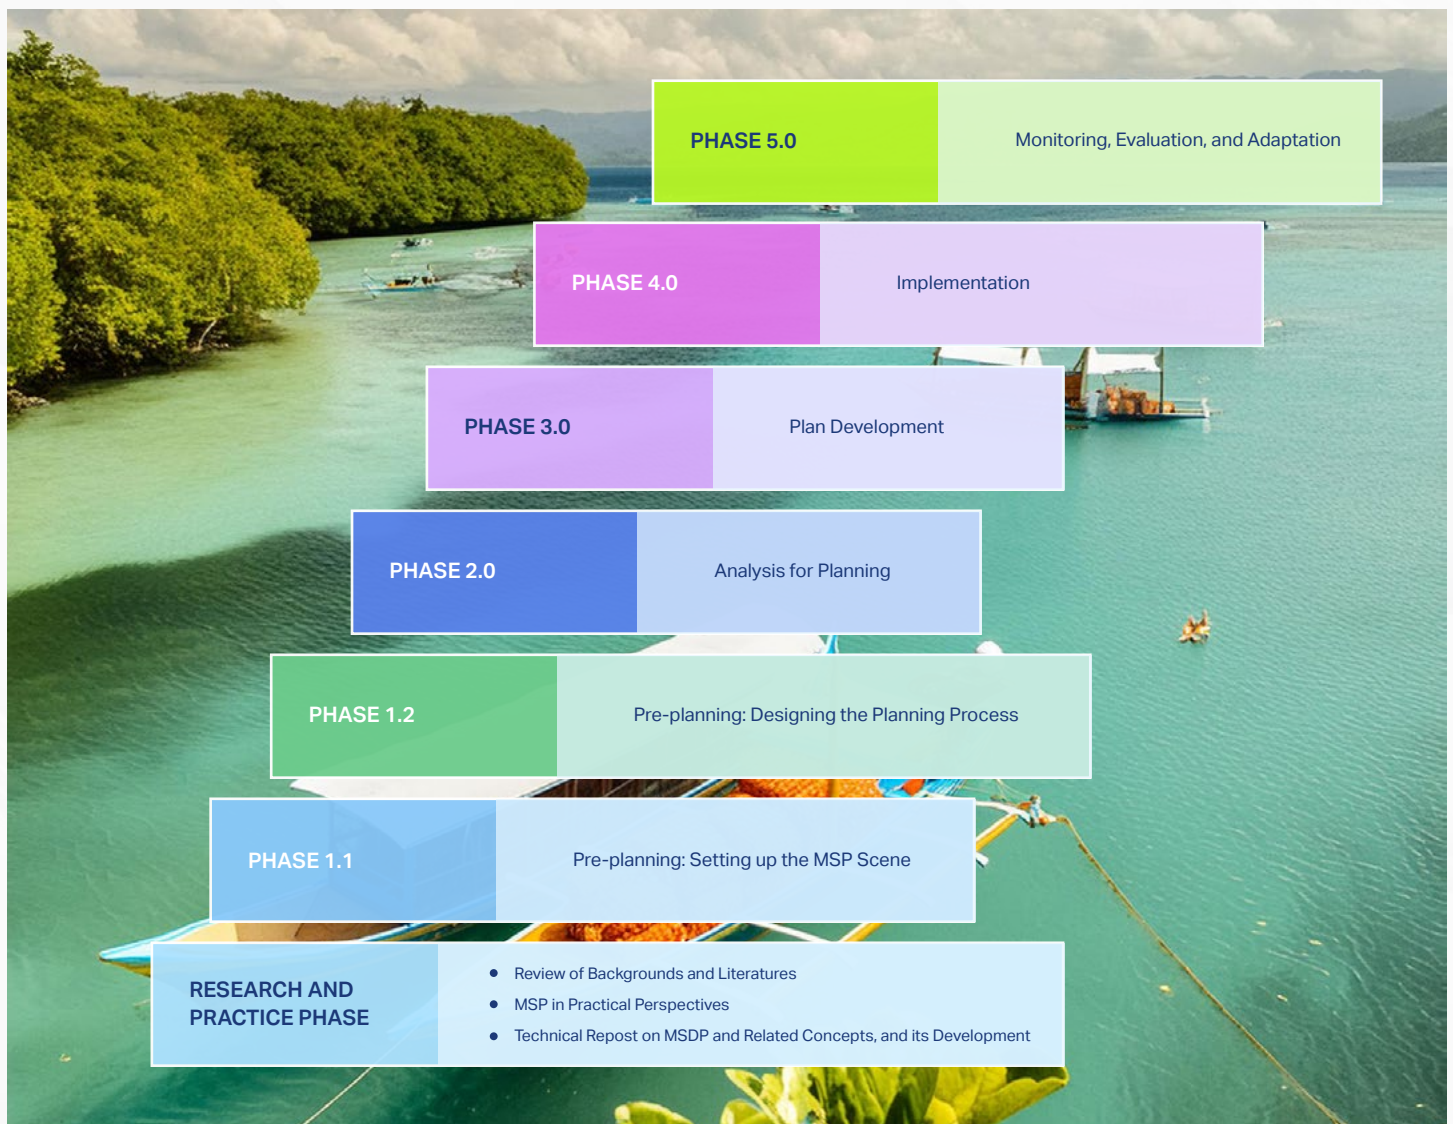 PHASE 5.0
Monitoring, Evaluation, and Adaptation
PHASE 4.0
Implementation
PHASE 3.0
Plan Development
PHASE 2.0
Analysis for Planning
PHASE 1.2
Pre-planning: Designing the Planning Process
PHASE 1.1
Pre-planning: Setting up the MSP Scene
RESEARCH AND
PRACTICE PHASE
• Review of Backgrounds and Literatures
• MSP in Practical Perspectives
• Technical Repost on MSDP and Related Concepts, and its Development